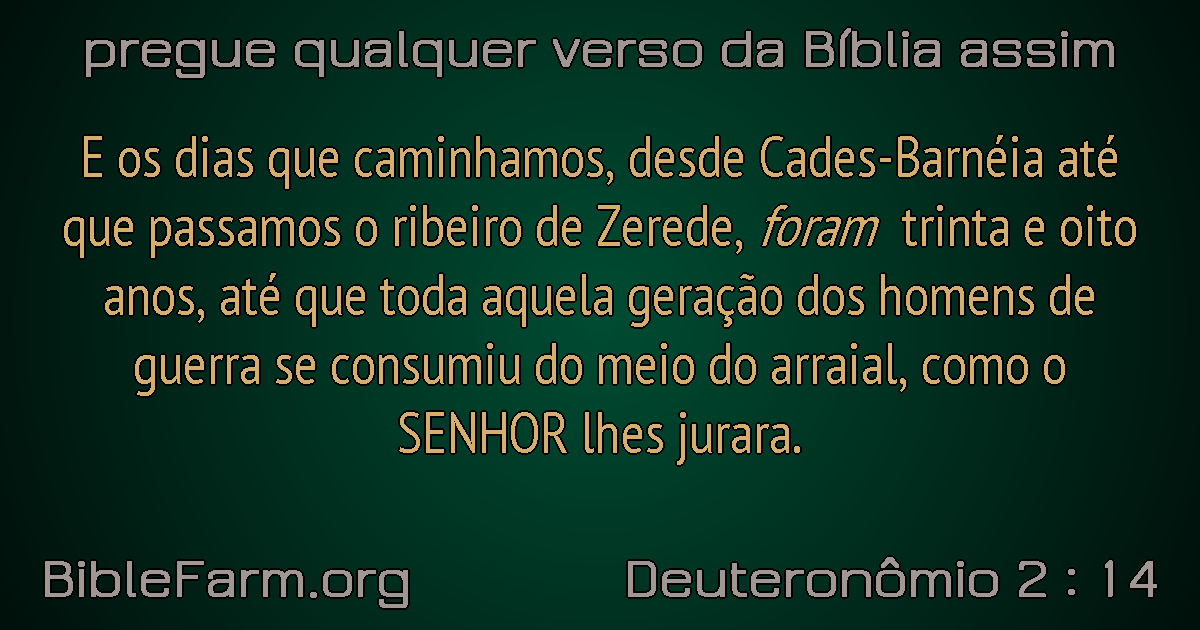 pregue qualquer verso da Bíblia assim
E os dias que caminhamos, desde Cades-Barnéia até
que passamos o ribeiro de Zerede, foram trinta e oito
anos, até que toda aquela geração dos homens de
guerra se consumiu do meio do arraial, como o
SENHOR lhes jurara.
BibleFarm.org
Deuteronômio 2 : 14